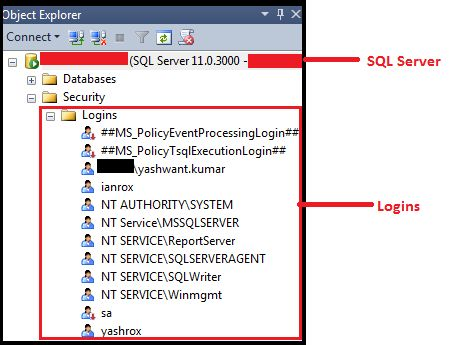 Object Explorer
Connect
(SQL Server 11.0.3000 -
SQL Server
Databases
Security
Logins
##MS_PolicyEventProcessingLogin##
##MS_PolicyTsqlExecutionLogin##
\yashwant.kumar
ianrox
NT AUTHORITY\SYSTEM
Logins
NT Service\MSSQLSERVER
NT SERVICE\ReportServer
NT SERVICE\SQLSERVERAGENT
NT SERVICE\SQLWriter
NT SERVICE\Winmgmt
sa
yashrox